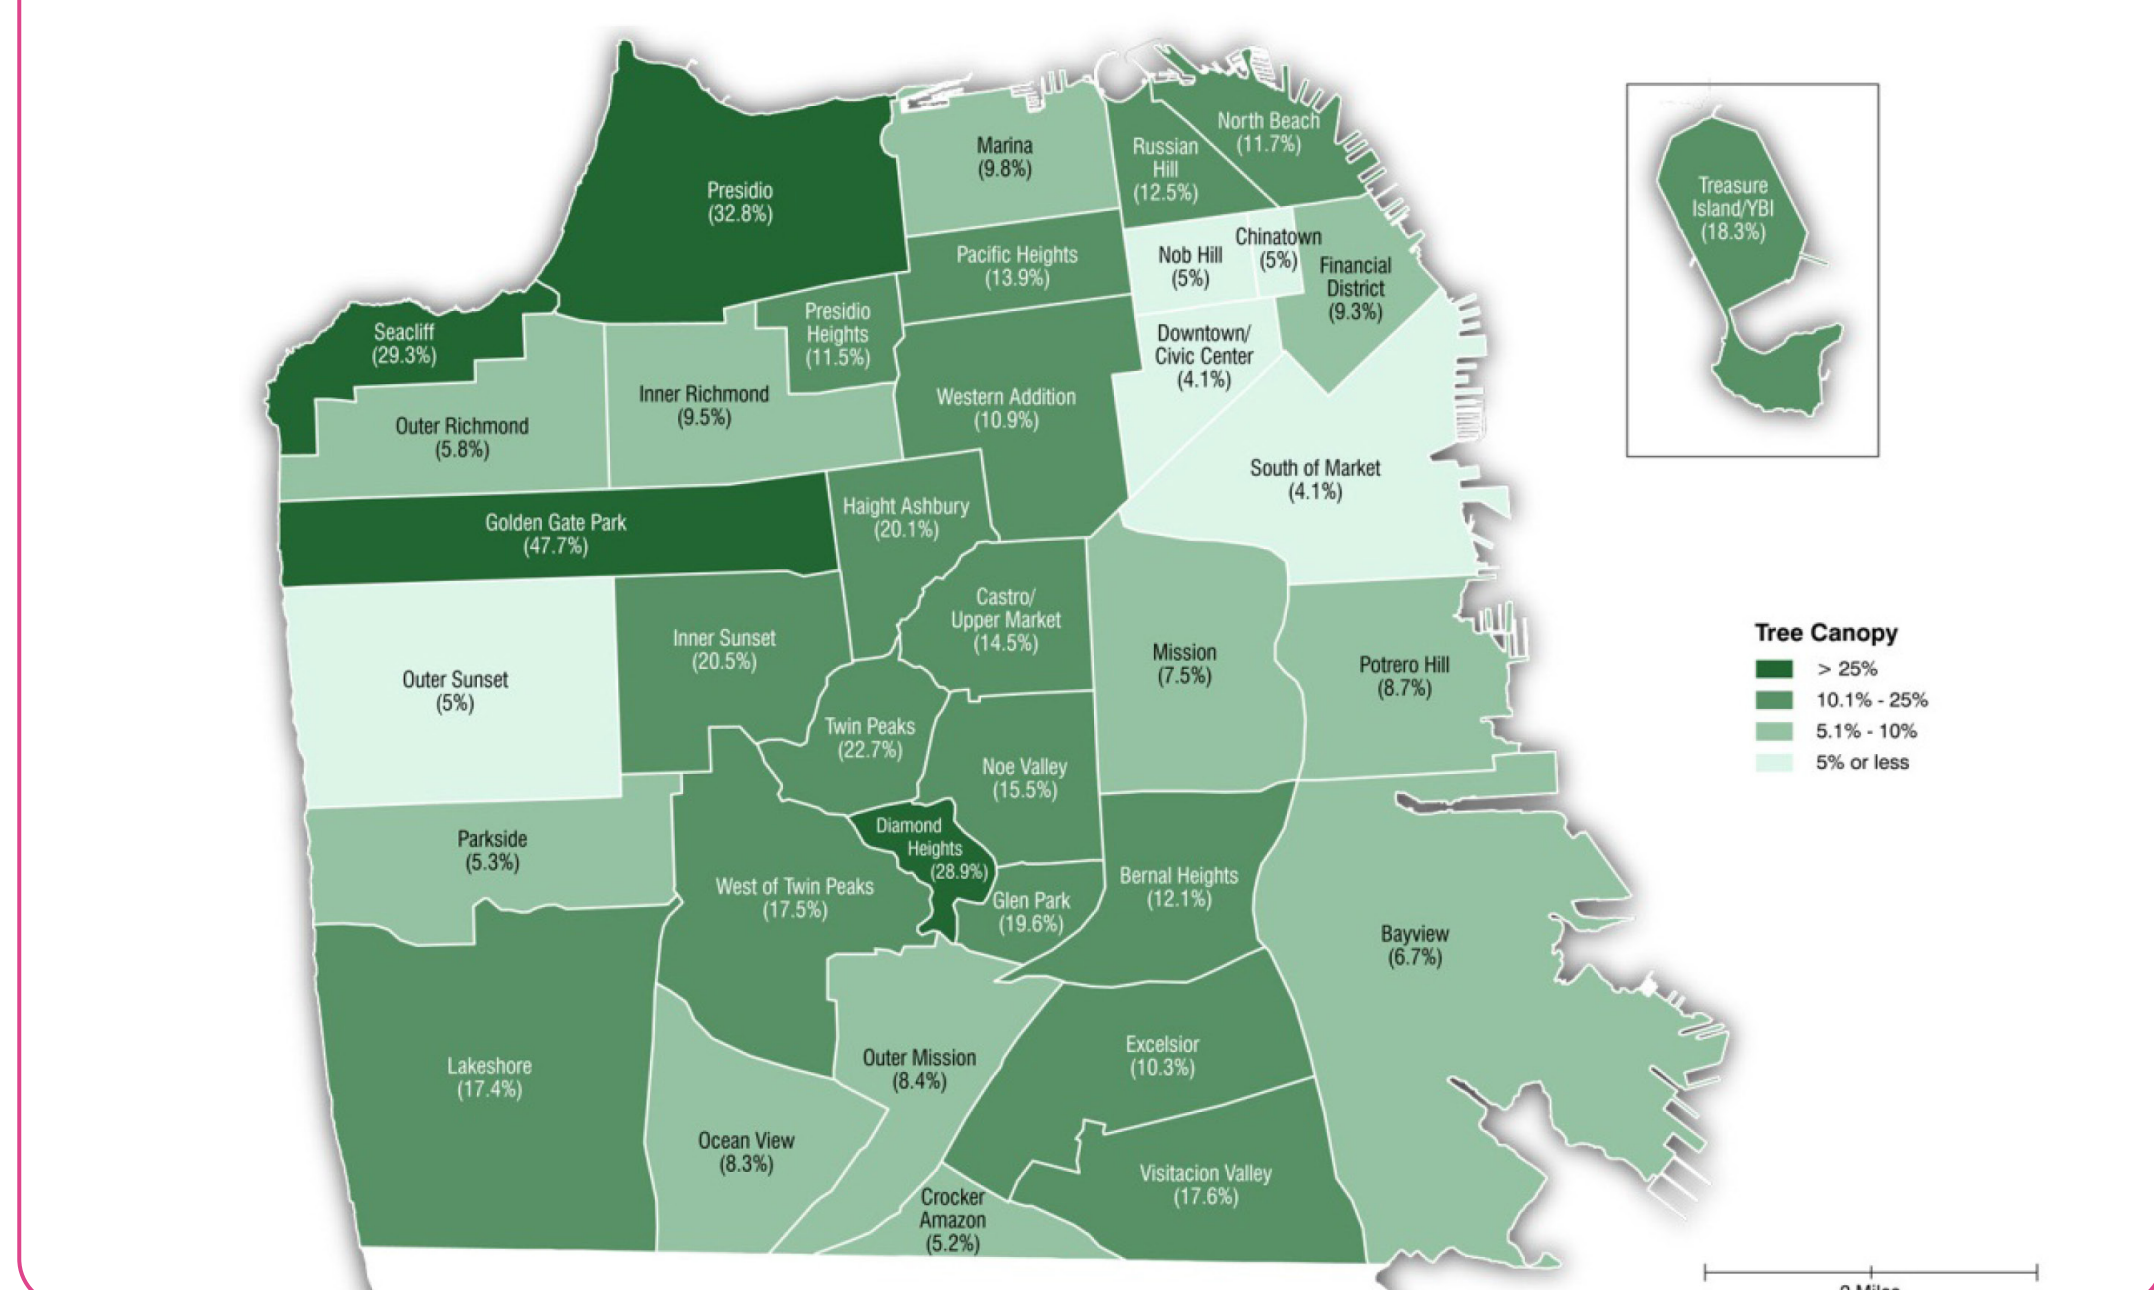 Presidio
(32.8%)
Marina
(9.8%)
Russian
Hill
(12.5%)
North Beach
(11.7%)
Treasure
Island/YBI
(18.3%)
Pacific Heights
(13.9%)
Nob Hill
(5%)
Chinatown
(5%)
Financial
District
(9.3%)
Seacliff
(29.3%)
Presidio
Heights
(11.5%)
Downtown/
Civic Center
(4.1%)
Outer Richmond
(5.8%)
Inner Richmond
(9.5%)
Western Addition
(10.9%)
South of Market
(4.1%)
Golden Gate Park
(47.7%)
Haight Ashbury
(20.1%)
Castro/
Upper Market
(14.5%)
Outer Sunset
(5%)
Inner Sunset
(20.5%)
Mission
(7.5%)
Potrero Hill
(8.7%)
Tree Canopy
> 25%
10.1% - 25%
5.1% - 10%
5% or less
Twin Peaks
(22.7%)
Noe Valley
(15.5%)
Parkside
(5.3%)
Diamond
Heights
(28.9%)
West of Twin Peaks
(17.5%)
Glen Park
(19.6%)
Bernal Heights
(12.1%)
Bayview
(6.7%)
Lakeshore
(17.4%)
Outer Mission
(8.4%)
Excelsior
(10.3%)
Ocean View
(8.3%)
Crocker
Amazon
(5.2%)
Visitacion Valley
(17.6%)